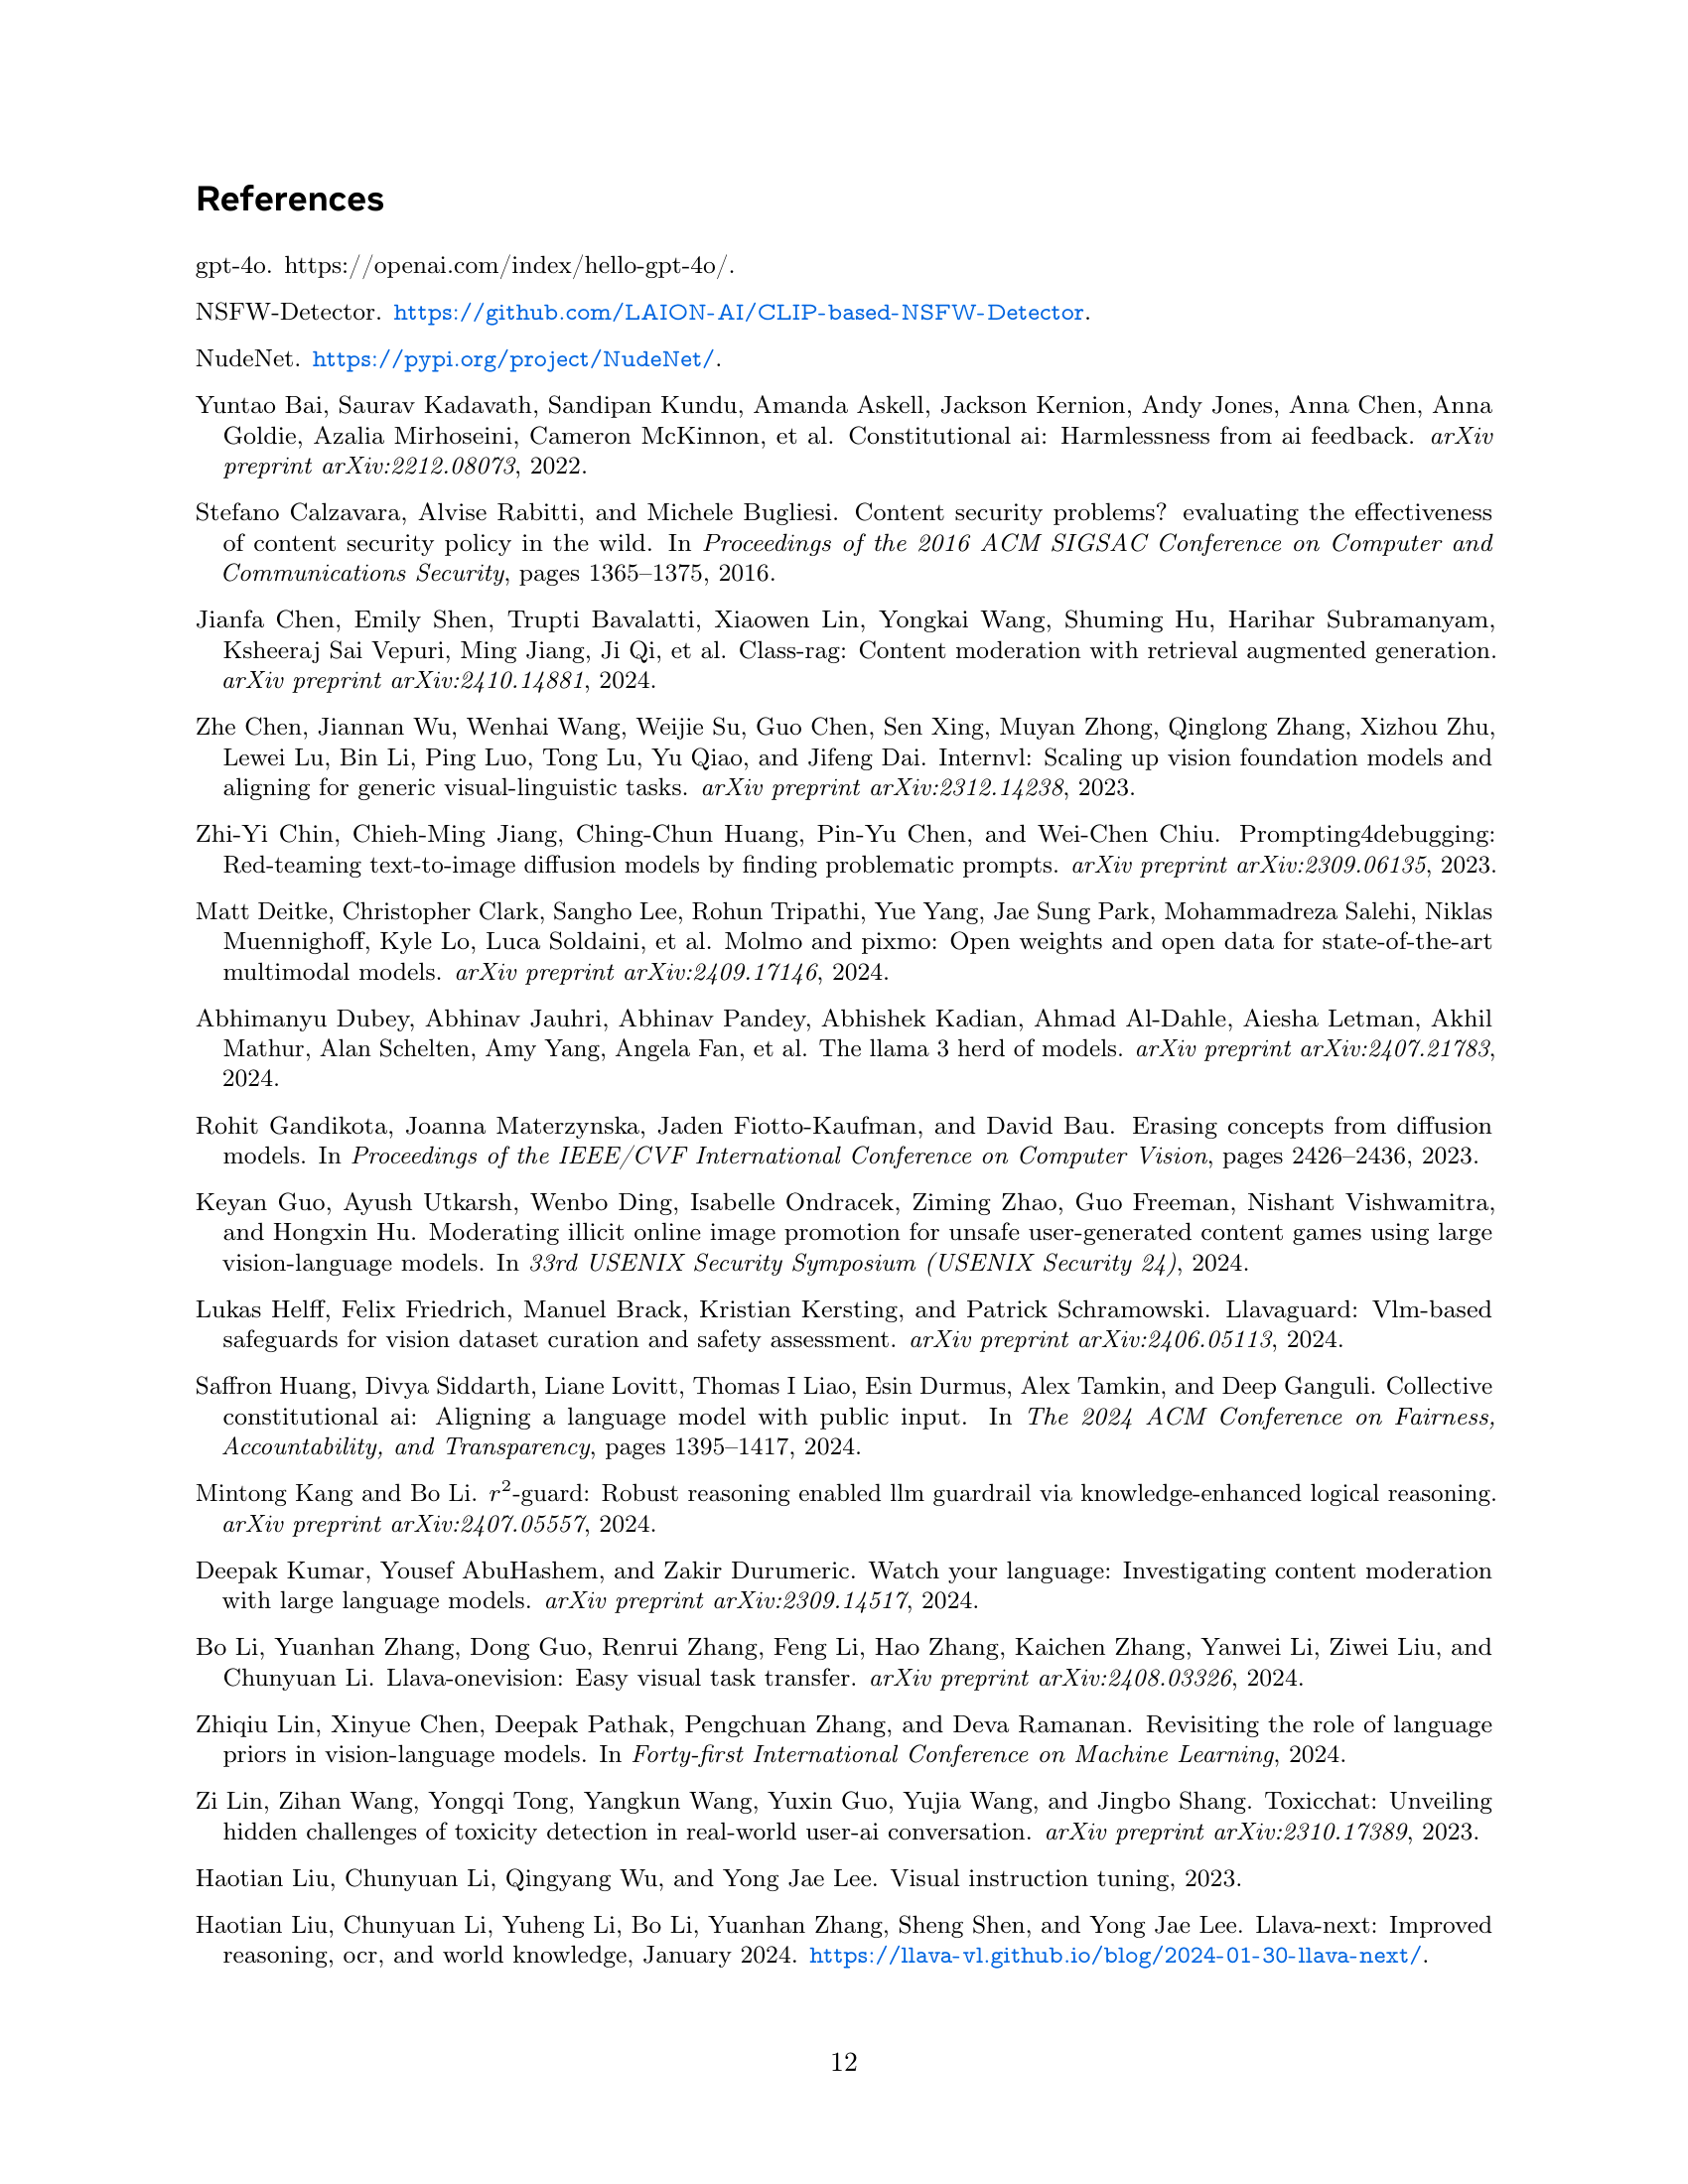 References
gpt-4o. https://openai.com/index/hello-gpt-4o/.
NSFW-Detector. https://github.com/LAION-AI/CLIP-based-NSFW-Detector.
NudeNet. https://pypi.org/project/NudeNet/.
Yuntao Bai, Saurav Kadavath, Sandipan Kundu, Amanda Askell, Jackson Kernion, Andy Jones, Anna Chen, Anna
Goldie, Azalia Mirhoseini, Cameron McKinnon, et al. Constitutional ai: Harmlessness from ai feedback. arXiv
preprint arXiv:2212.08073, 2022.
Stefano Calzavara, Alvise Rabitti, and Michele Bugliesi. Content security problems? evaluating the effectiveness
of content security policy in the wild. In Proceedings of the 2016 ACM SIGSAC Conference on Computer and
Communications Security, pages 1365–1375, 2016.
Jianfa Chen, Emily Shen, Trupti Bavalatti, Xiaowen Lin, Yongkai Wang, Shuming Hu, Harihar Subramanyam,
Ksheeraj Sai Vepuri, Ming Jiang, Ji Qi, et al. Class-rag: Content moderation with retrieval augmented generation.
arXiv preprint arXiv:2410.14881, 2024.
Zhe Chen, Jiannan Wu, Wenhai Wang, Weijie Su, Guo Chen, Sen Xing, Muyan Zhong, Qinglong Zhang, Xizhou Zhu,
Lewei Lu, Bin Li, Ping Luo, Tong Lu, Yu Qiao, and Jifeng Dai. Internvl: Scaling up vision foundation models and
aligning for generic visual-linguistic tasks. arXiv preprint arXiv:2312.14238, 2023.
Zhi-Yi Chin, Chieh-Ming Jiang, Ching-Chun Huang, Pin-Yu Chen, and Wei-Chen Chiu. Prompting4debugging:
Red-teaming text-to-image diffusion models by finding problematic prompts. arXiv preprint arXiv:2309.06135, 2023.
Matt Deitke, Christopher Clark, Sangho Lee, Rohun Tripathi, Yue Yang, Jae Sung Park, Mohammadreza Salehi, Niklas
Muennighoff, Kyle Lo, Luca Soldaini, et al. Molmo and pixmo: Open weights and open data for state-of-the-art
multimodal models. arXiv preprint arXiv:2409.17146, 2024.
Abhimanyu Dubey, Abhinav Jauhri, Abhinav Pandey, Abhishek Kadian, Ahmad Al-Dahle, Aiesha Letman, Akhil
Mathur, Alan Schelten, Amy Yang, Angela Fan, et al. The llama 3 herd of models. arXiv preprint arXiv:2407.21783,
2024.
Rohit Gandikota, Joanna Materzynska, Jaden Fiotto-Kaufman, and David Bau. Erasing concepts from diffusion
models. In Proceedings of the IEEE/CVF International Conference on Computer Vision, pages 2426–2436, 2023.
Keyan Guo, Ayush Utkarsh, Wenbo Ding, Isabelle Ondracek, Ziming Zhao, Guo Freeman, Nishant Vishwamitra,
and Hongxin Hu. Moderating illicit online image promotion for unsafe user-generated content games using large
vision-language models. In 33rd USENIX Security Symposium (USENIX Security 24), 2024.
Lukas Helff, Felix Friedrich, Manuel Brack, Kristian Kersting, and Patrick Schramowski. Llavaguard: Vlm-based
safeguards for vision dataset curation and safety assessment. arXiv preprint arXiv:2406.05113, 2024.
Saffron Huang, Divya Siddarth, Liane Lovitt, Thomas I Liao, Esin Durmus, Alex Tamkin, and Deep Ganguli. Collective
constitutional ai: Aligning a language model with public input. In The 2024 ACM Conference on Fairness,
Accountability, and Transparency, pages 1395–1417, 2024.
Mintong Kang and Bo Li. r²-guard: Robust reasoning enabled llm guardrail via knowledge-enhanced logical reasoning.
arXiv preprint arXiv:2407.05557, 2024.
Deepak Kumar, Yousef AbuHashem, and Zakir Durumeric. Watch your language: Investigating content moderation
with large language models. arXiv preprint arXiv:2309.14517, 2024.
Bo Li, Yuanhan Zhang, Dong Guo, Renrui Zhang, Feng Li, Hao Zhang, Kaichen Zhang, Yanwei Li, Ziwei Liu, and
Chunyuan Li. Llava-onevision: Easy visual task transfer. arXiv preprint arXiv:2408.03326, 2024.
Zhiqiu Lin, Xinyue Chen, Deepak Pathak, Pengchuan Zhang, and Deva Ramanan. Revisiting the role of language
priors in vision-language models. In Forty-first International Conference on Machine Learning, 2024.
Zi Lin, Zihan Wang, Yongqi Tong, Yangkun Wang, Yuxin Guo, Yujia Wang, and Jingbo Shang. Toxicchat: Unveiling
hidden challenges of toxicity detection in real-world user-ai conversation. arXiv preprint arXiv:2310.17389, 2023.
Haotian Liu, Chunyuan Li, Qingyang Wu, and Yong Jae Lee. Visual instruction tuning, 2023.
Haotian Liu, Chunyuan Li, Yuheng Li, Bo Li, Yuanhan Zhang, Sheng Shen, and Yong Jae Lee. Llava-next: Improved
reasoning, ocr, and world knowledge, January 2024. https://llava-vl.github.io/blog/2024-01-30-llava-next/.
12